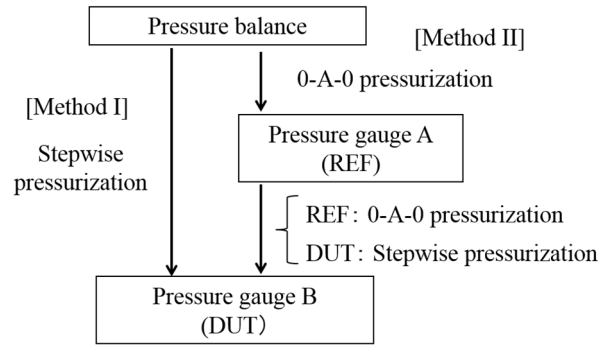 Pressure balance
[Method II]
0-A-0 pressurization
[Method I]
Stepwise
pressurization
Pressure gauge A
(REF)
REF: 0-A-0 pressurization
DUT: Stepwise pressurization
Pressure gauge B
(DUT)